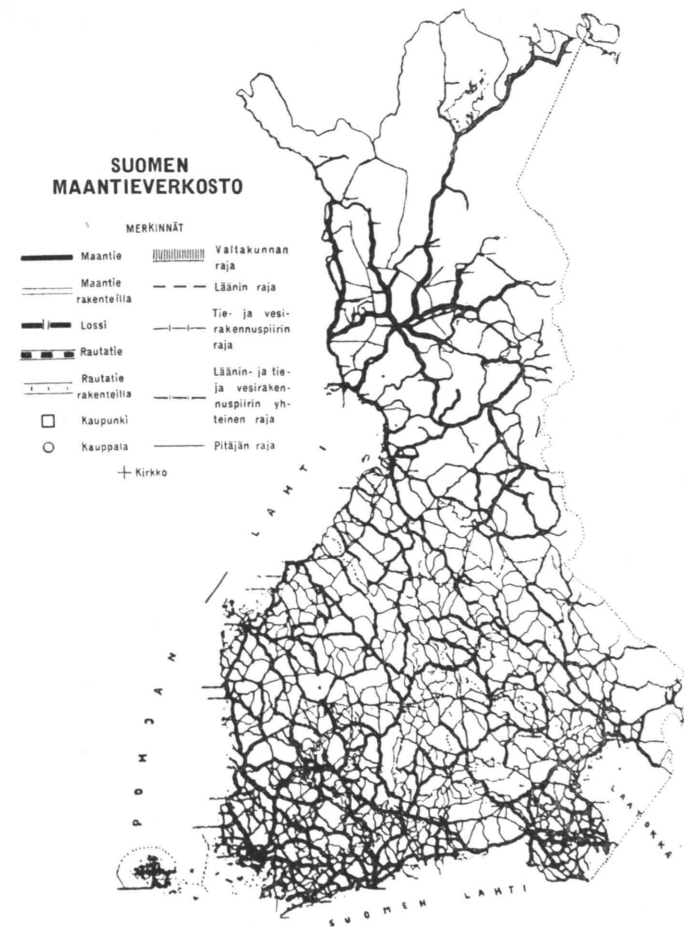 SUOMEN
MAANTIEVERKOSTO
MERKINNÄT
Maantie
Maantie
rakenteilla
Lossi
Rautatie
Rautatie
rakenteilla
Kaupunki
Kauppala
Kirkko
Valtakunnan
raja
Läänin raja
Tie- ja vesi-
rakennuspiirin
raja
Läänin- ja tie-
ja vesiraken-
nuspiirin yh-
teinen raja
Pitäjän raja
POHJAN
LAHTI
LAATOKKA
SUOMEN LAHTI